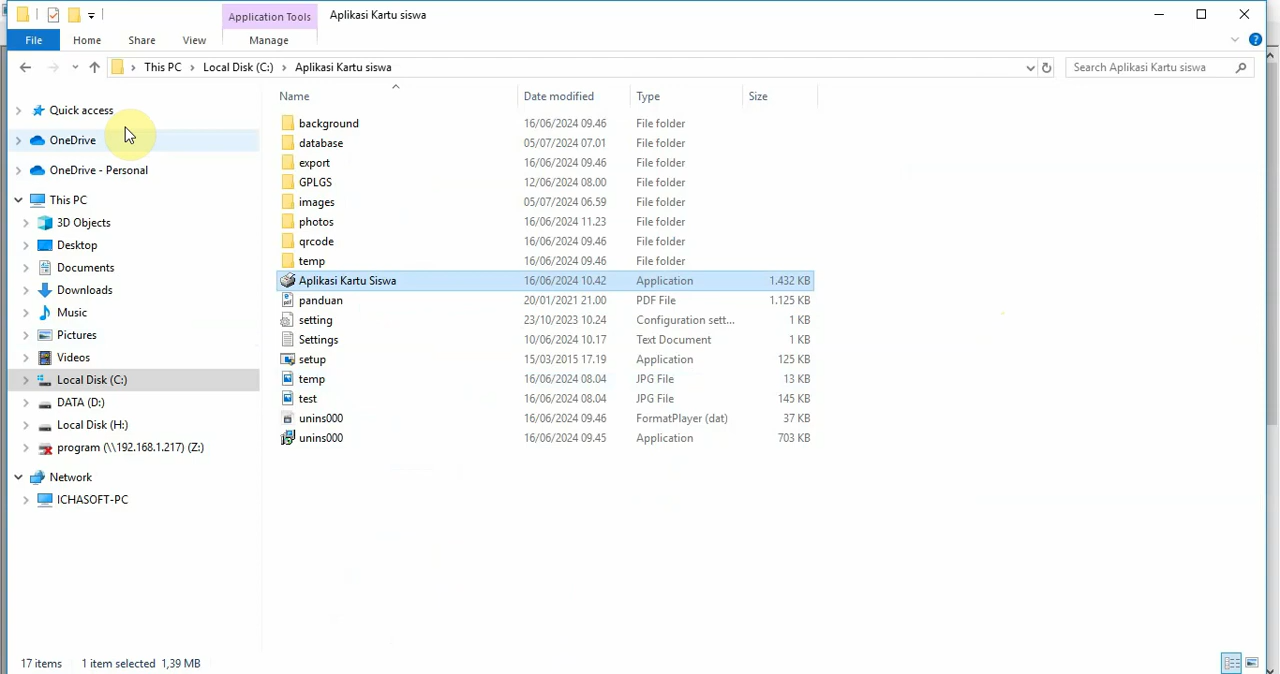 Application Tools
Aplikasi Kartu siswa
File
Home
Share
View
Manage
This PC
Local Disk (C:)
Aplikasi Kartu siswa
Search Aplikasi Kartu siswa
Quick access
OneDrive
OneDrive - Personal
This PC
3D Objects
Desktop
Documents
Downloads
Music
Pictures
Videos
Local Disk (C:)
DATA (D:)
Local Disk (H:)
program (\\192.168.1.217) (Z:)
Network
ICHASOFT-PC
Name Date modified Type Size
background 16/06/2024 09.46 File folder
database 05/07/2024 07.01 File folder
export 16/06/2024 09.46 File folder
GPLGS 12/06/2024 08.00 File folder
images 05/07/2024 06.59 File folder
photos 16/06/2024 11.23 File folder
qrcode 16/06/2024 09.46 File folder
temp 16/06/2024 09.46 File folder
Aplikasi Kartu Siswa 16/06/2024 10.42 Application 1.432 KB
panduan 20/01/2021 21.00 PDF File 1.125 KB
setting 23/10/2023 10.24 Configuration sett... 1 KB
Settings 10/06/2024 10.17 Text Document 1 KB
setup 15/03/2015 17.19 Application 125 KB
temp 16/06/2024 08.04 JPG File 13 KB
test 16/06/2024 08.04 JPG File 145 KB
unins000 16/06/2024 09.46 FormatPlayer (dat) 37 KB
unins000 16/06/2024 09.45 Application 703 KB
17 items 1 item selected 1,39 MB